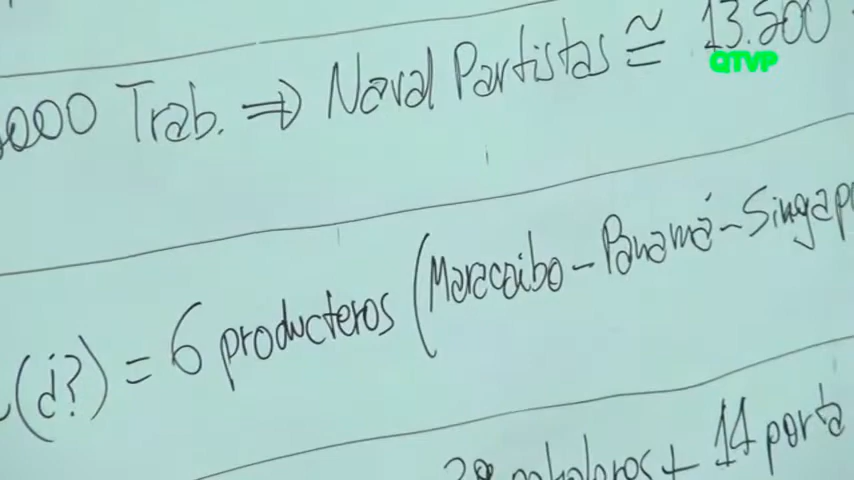 000 Trab. ⇒ Naval Partistas ≅ 13.500
QTVP
(¿?) = 6 producteros (Maracaibo - Panamá - Singap
+ 14 porta